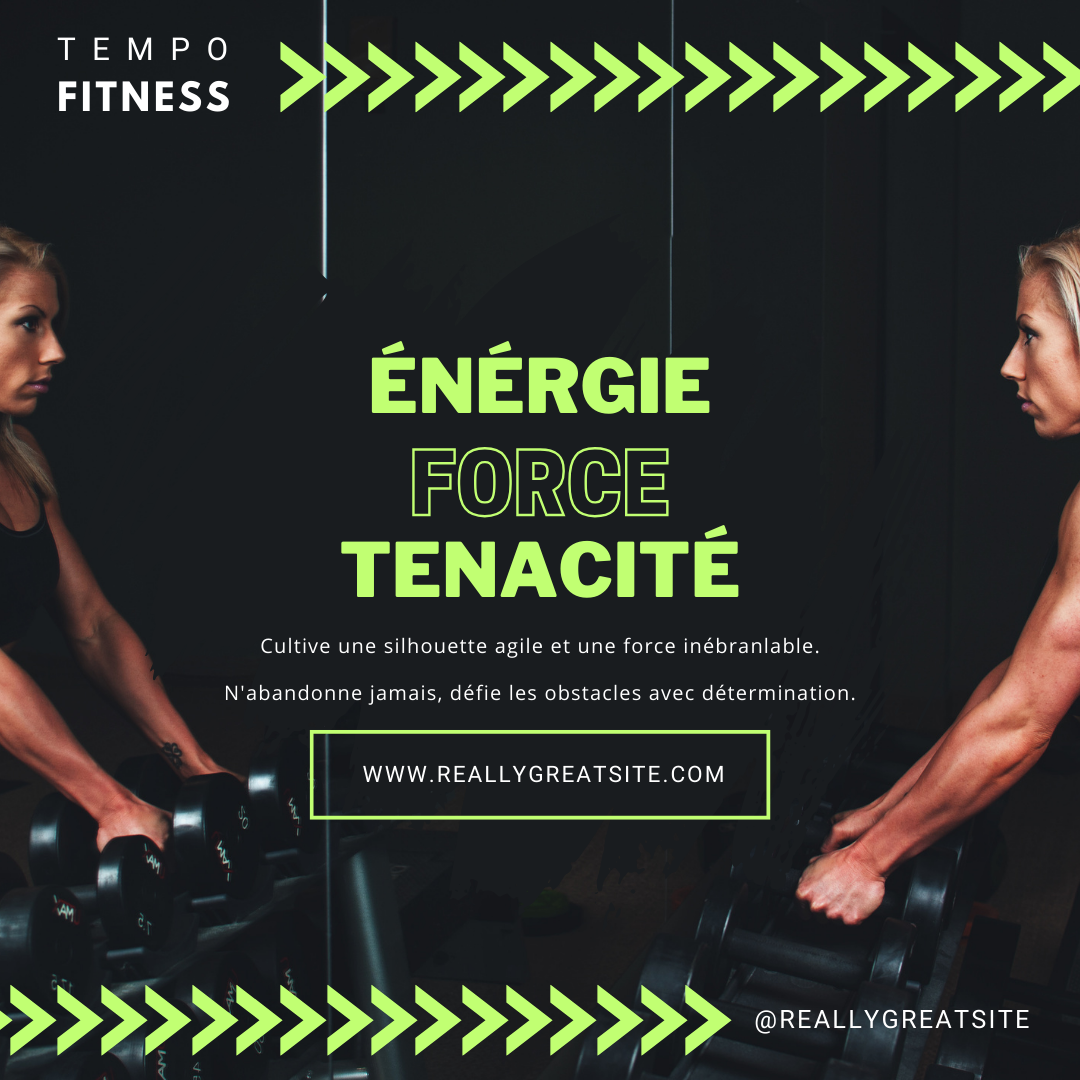 TEMPO
FITNESS
ÉNÉRGIE
FORCE
TENACITÉ
Cultive une silhouette agile et une force inébranlable.
N'abandonne jamais, défie les obstacles avec détermination.
WWW.REALLYGREATSITE.COM
@REALLYGREATSITE